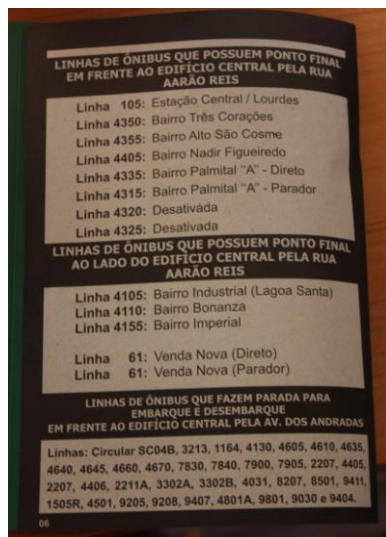 LINHAS DE ÔNIBUS QUE POSSUEM PONTO FINAL
EM FRENTE AO EDIFÍCIO CENTRAL PELA RUA
AARÃO REIS
Linha 105: Estação Central / Lourdes
Linha 4350: Bairro Três Corações
Linha 4355: Bairro Alto São Cosme
Linha 4405: Bairro Nadir Figueiredo
Linha 4335: Bairro Palmital "A" - Direto
Linha 4315: Bairro Palmital "A" - Parador
Linha 4320: Desativada
Linha 4325: Desativada
LINHAS DE ÔNIBUS QUE POSSUEM PONTO FINAL
AO LADO DO EDIFÍCIO CENTRAL PELA RUA
AARÃO REIS
Linha 4105: Bairro Industrial (Lagoa Santa)
Linha 4110: Bairro Bonanza
Linha 4155: Bairro Imperial
Linha 61: Venda Nova (Direto)
Linha 61: Venda Nova (Parador)
LINHAS DE ÔNIBUS QUE FAZEM PARADA PARA
EMBARQUE E DESEMBARQUE
EM FRENTE AO EDIFÍCIO CENTRAL PELA AV. DOS ANDRADAS
Linhas: Circular SC04B, 3213, 1164, 4130, 4605, 4610, 4635,
4640, 4645, 4660, 4670, 7830, 7840, 7900, 7905, 2207, 4405,
2207, 4406, 2211A, 3302A, 3302B, 4031, 8207, 8501, 9411,
1505R, 4501, 9205, 9208, 9407, 4801A, 9801, 9030 e 9404.
06